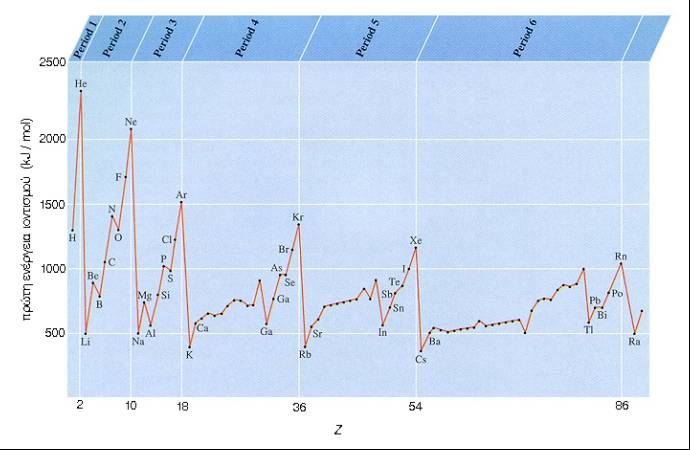 Period 1
Period 2
Period 3
Period 4
Period 5
Period 6
πρώτη ενέργεια ιοντισμού (kJ / mol)
2500
2000
1500
1000
500
He
H
Li
Be
B
C
N
O
F
Ne
Na
Mg
Al
Si
P
S
Cl
Ar
K
Ca
Ga
Ga
As
Se
Br
Kr
Rb
Sr
In
Sn
Sb
Te
I
Xe
Cs
Ba
Tl
Pb
Bi
Po
Rn
Ra
2
10
18
36
54
86
Z